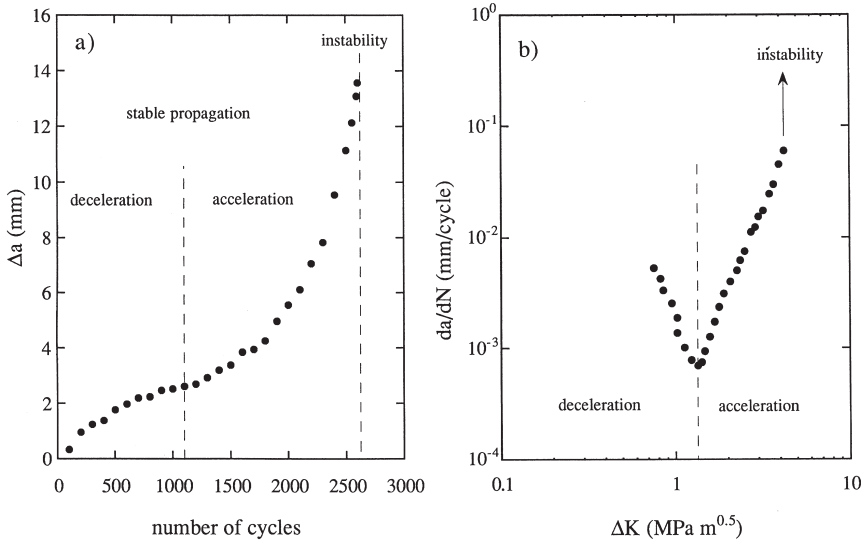 a)
instability
stable propagation
deceleration
acceleration
Δa (mm)
16
14
12
10
8
6
4
2
0
0 500 1000 1500 2000 2500 3000
number of cycles
b)
instability
da/dN (mm/cycle)
10^0
10^-1
10^-2
10^-3
10^-4
deceleration
acceleration
0.1 1 10
ΔK (MPa m^0.5)